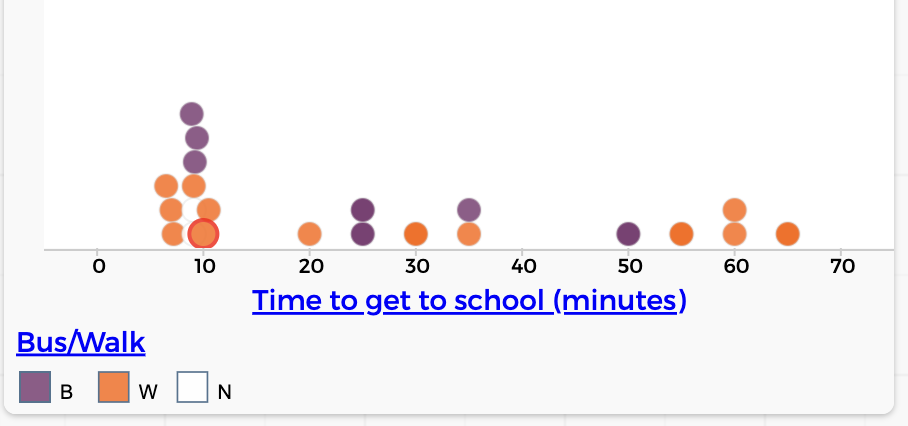 0 10 20 30 40 50 60 70
Time to get to school (minutes)
Bus/Walk
B W N